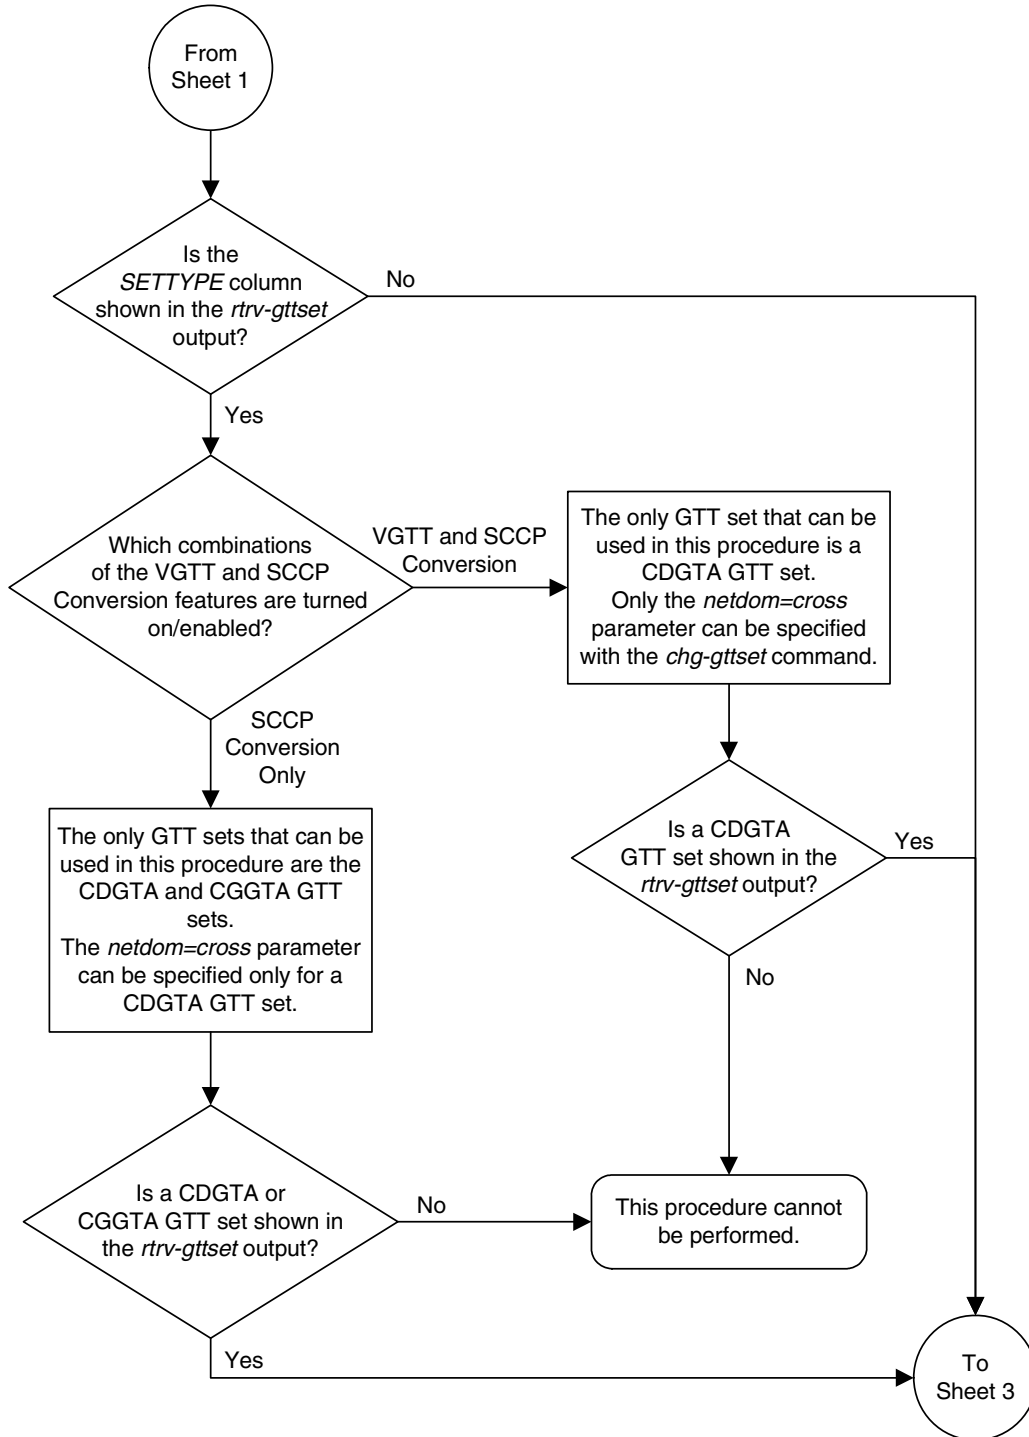 From
Sheet 1
Is the
SETTYPE column
shown in the rtrv-gttset
output?
No
Yes
Which combinations
of the VGTT and SCCP
Conversion features are turned
on/enabled?
VGTT and SCCP
Conversion
The only GTT set that can be
used in this procedure is a
CDGTA GTT set.
Only the netdom=cross
parameter can be specified
with the chg-gttset command.
SCCP
Conversion
Only
The only GTT sets that can be
used in this procedure are the
CDGTA and CGGTA GTT
sets.
The netdom=cross parameter
can be specified only for a
CDGTA GTT set.
Is a CDGTA
GTT set shown in the
rtrv-gttset output?
Yes
No
Is a CDGTA or
CGGTA GTT set shown in
the rtrv-gttset output?
No
This procedure cannot
be performed.
Yes
To
Sheet 3